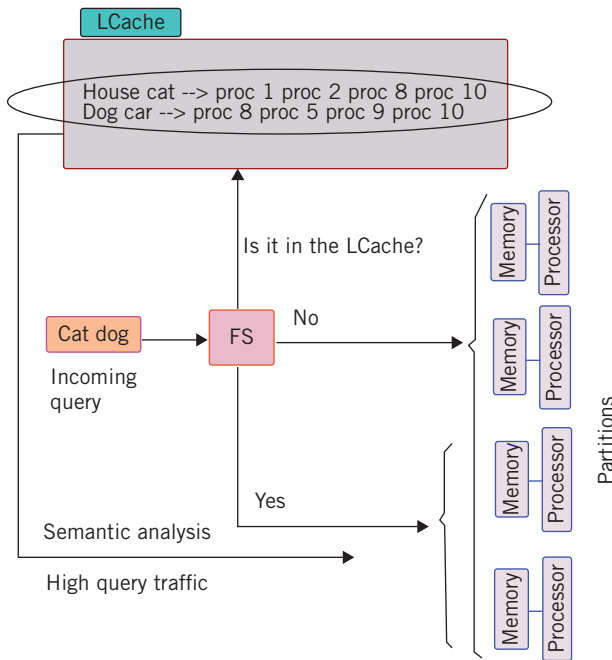 LCache
House cat --> proc 1 proc 2 proc 8 proc 10
Dog car --> proc 8 proc 5 proc 9 proc 10
Is it in the LCache?
Memory
Processor
Cat dog
FS
No
Memory
Processor
Incoming
query
Partitions
Yes
Memory
Processor
Semantic analysis
High query traffic
Memory
Processor